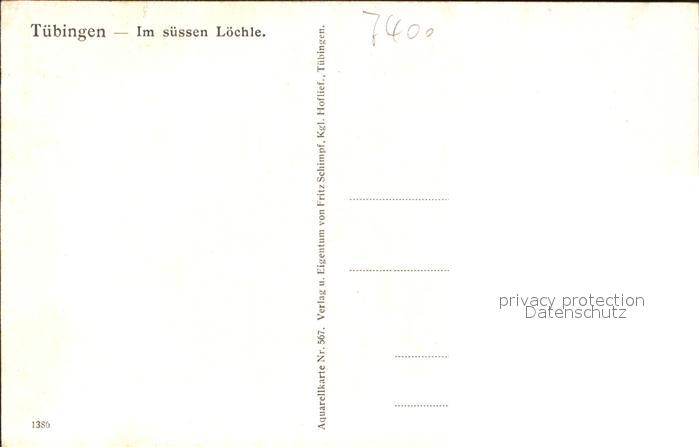 Tübingen — Im süssen Löchle.
7400
Aquarellkarte Nr. 567. Verlag u. Eigentum von Fritz Schimpf, Kgl. Hoflief., Tübingen.
privacy protection
Datenschutz
1386